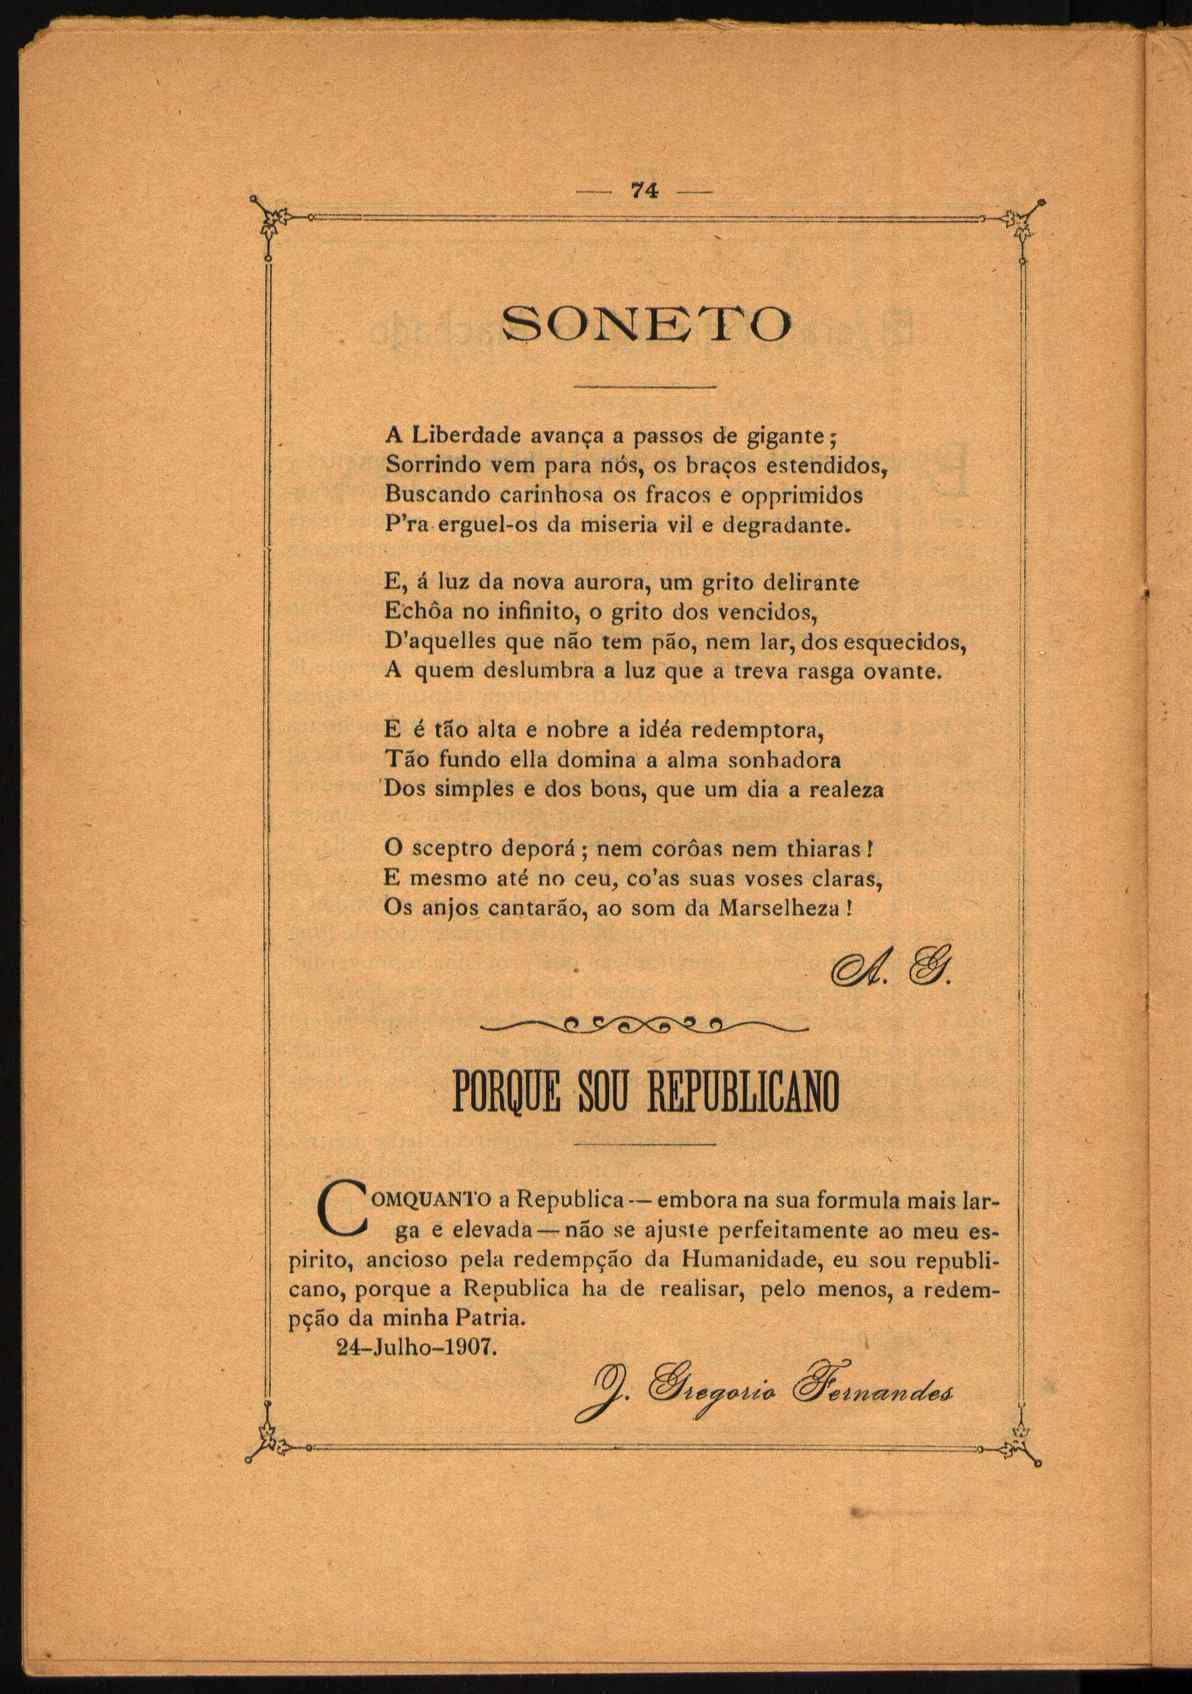 — 74 —
SONETO
A Liberdade avança a passos de gigante;
Sorrindo vem para nós, os braços estendidos,
Buscando carinhosa os fracos e opprimidos
P'ra erguel-os da miseria vil e degradante.
E, á luz da nova aurora, um grito delirante
Echôa no infinito, o grito dos vencidos,
D'aquelles que não tem pão, nem lar, dos esquecidos,
A quem deslumbra a luz que a treva rasga ovante.
E é tão alta e nobre a idéa redemptora,
Tão fundo ella domina a alma sonhadora
Dos simples e dos bons, que um dia a realeza
O sceptro deporá; nem corôas nem thiaras!
E mesmo até no ceu, co'as suas voses claras,
Os anjos cantarão, ao som da Marselheza!
A. G.
PORQUE SOU REPUBLICANO
COMQUANTO a Republica — embora na sua formula mais lar-
ga e elevada — não se ajuste perfeitamente ao meu es-
pirito, ancioso pela redempção da Humanidade, eu sou republi-
cano, porque a Republica ha de realisar, pelo menos, a redem-
pção da minha Patria.
24-Julho-1907.
J. Gregorio Fernandes